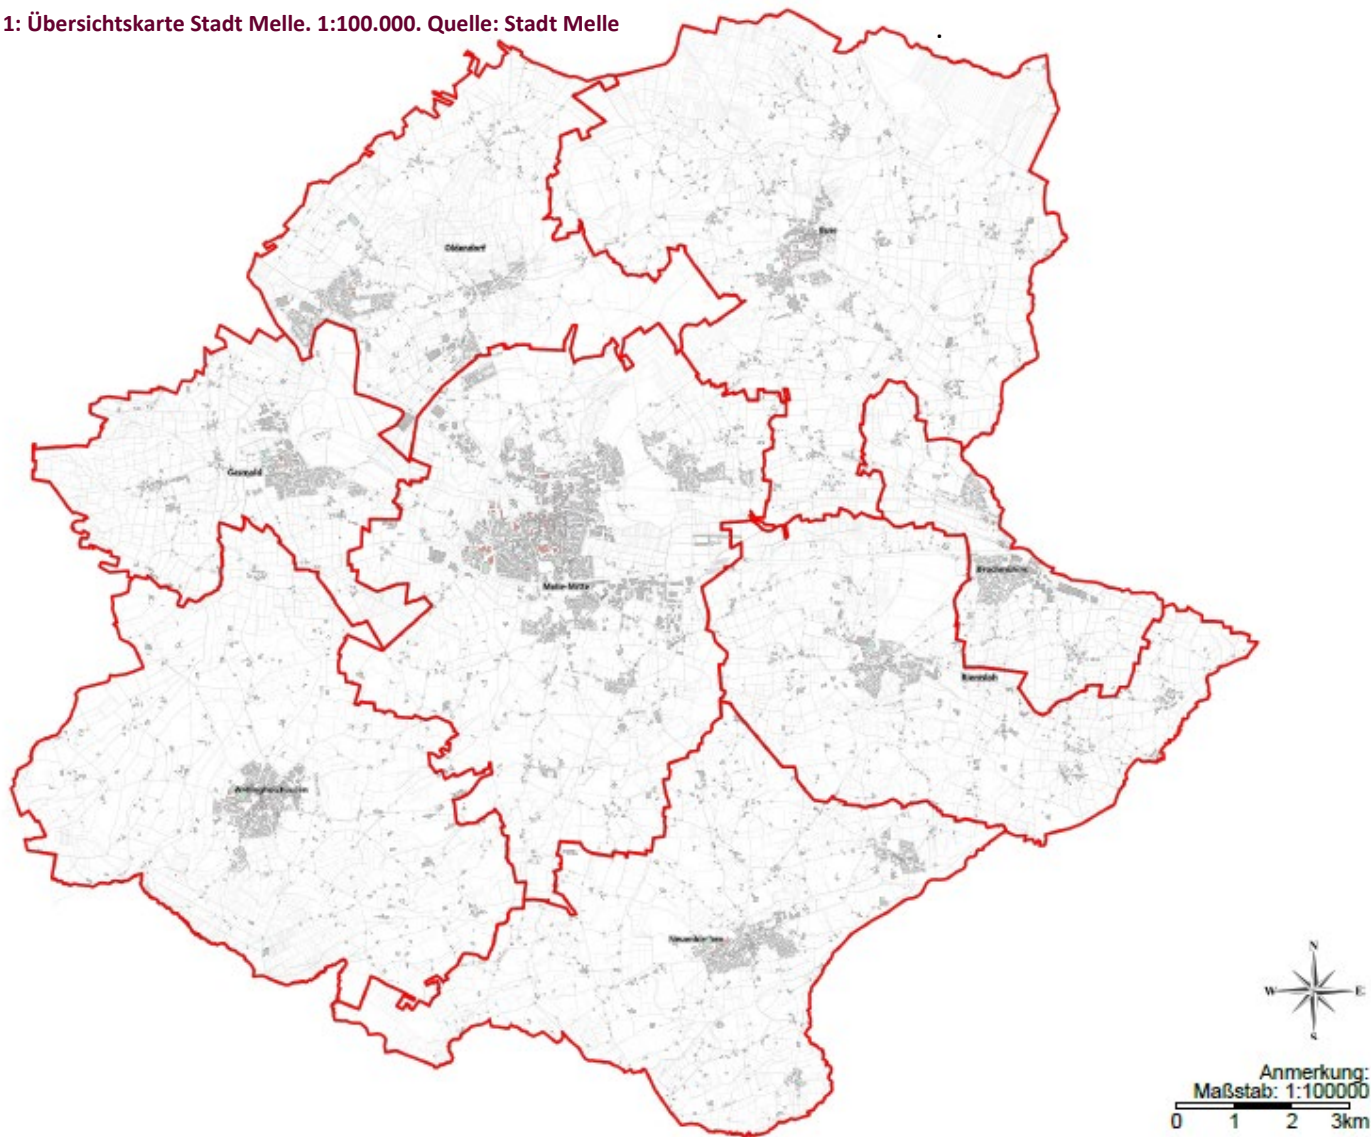 1: Übersichtskarte Stadt Melle. 1:100.000. Quelle: Stadt Melle
Oldendorf
Buer
Gesmold
Melle-Mitte
Bruchmühlen
Riemsloh
Wellingholzhausen
Neuenkirchen
N
W E
S
Anmerkung:
Maßstab: 1:100000
0 1 2 3km